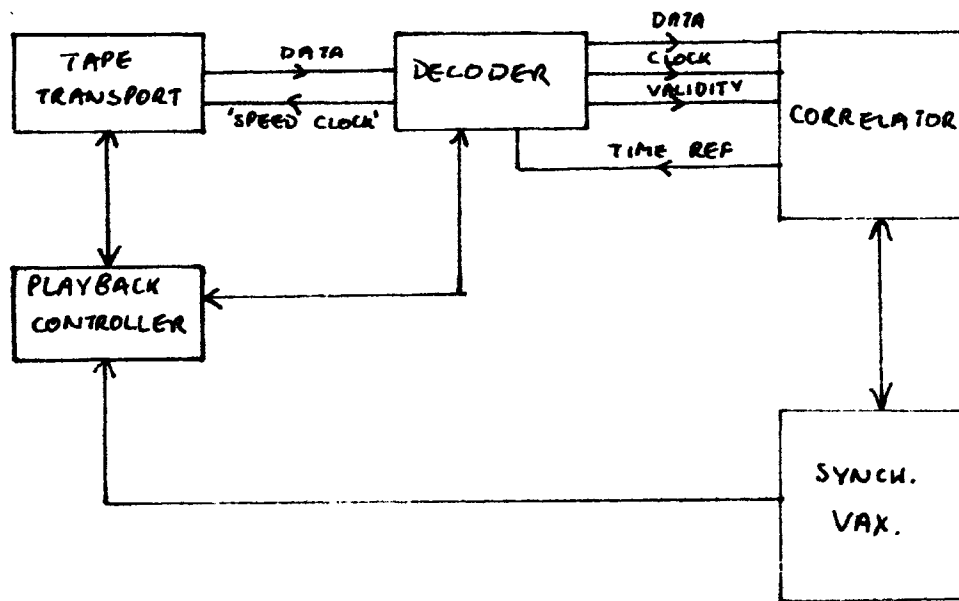 TAPE
TRANSPORT
DATA
'SPEED CLOCK'
DECODER
DATA
CLOCK
VALIDITY
TIME REF
CORRELATOR
PLAYBACK
CONTROLLER
SYNCH.
VAX.